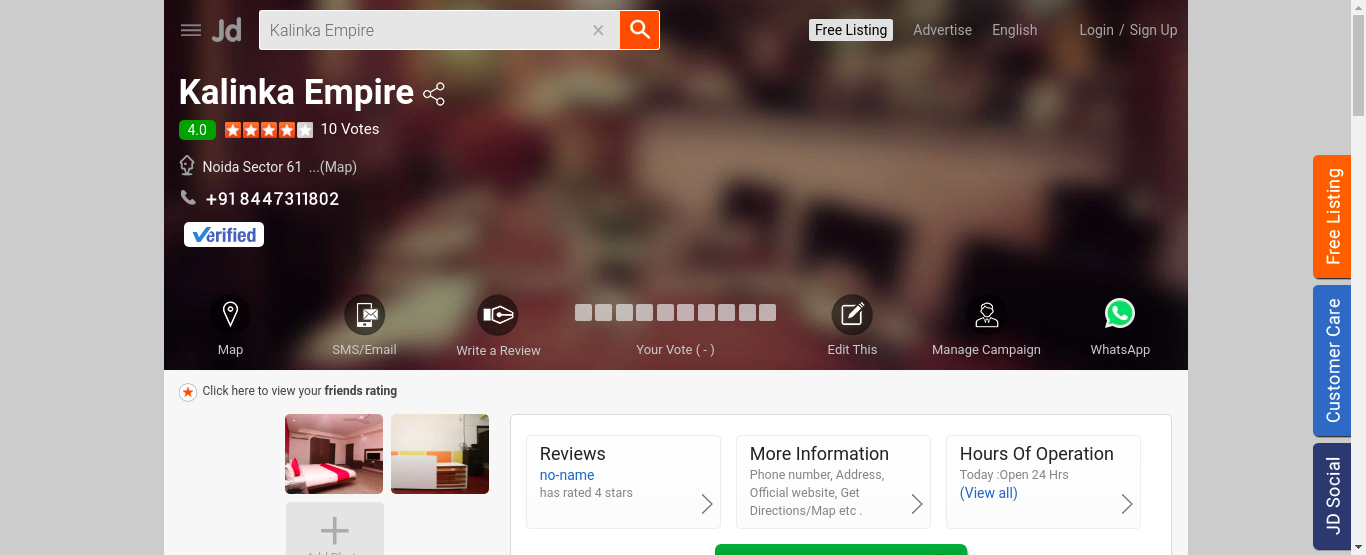 Jd
Kalinka Empire
Free Listing
Advertise
English
Login / Sign Up
Kalinka Empire
4.0
10 Votes
Noida Sector 61 ...(Map)
+91 8447311802
Verified
Map
SMS/Email
Write a Review
Your Vote ( - )
Edit This
Manage Campaign
WhatsApp
Click here to view your friends rating
Reviews
no-name
has rated 4 stars
More Information
Phone number, Address,
Official website, Get
Directions/Map etc .
Hours Of Operation
Today :Open 24 Hrs
(View all)
Free Listing
Customer Care
JD Social